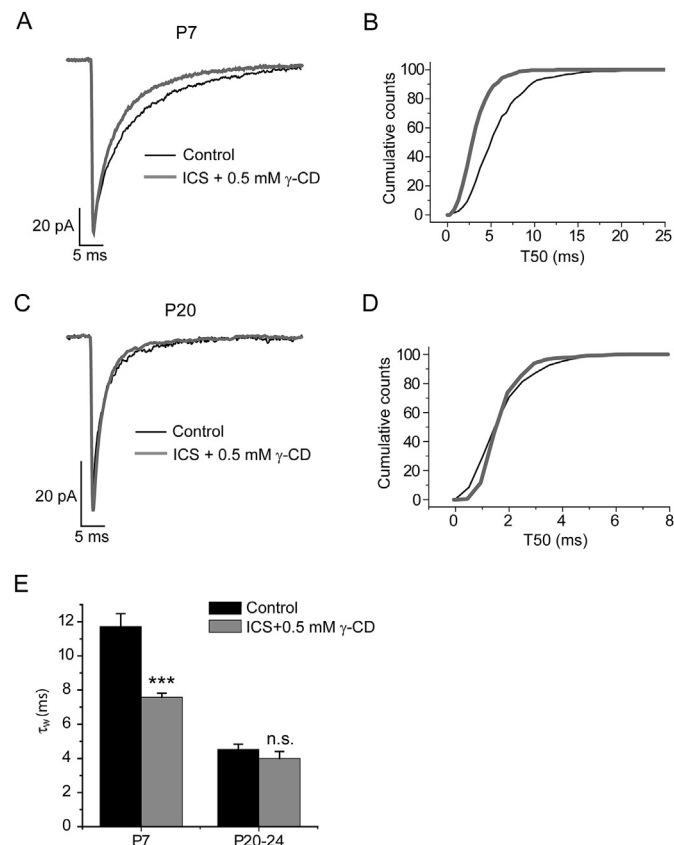 A
P7
Control
ICS + 0.5 mM γ-CD
20 pA
5 ms
B
Cumulative counts
100
80
60
40
20
0
0 5 10 15 20 25
T50 (ms)
C
P20
Control
ICS + 0.5 mM γ-CD
20 pA
5 ms
D
Cumulative counts
100
80
60
40
20
0
0 2 4 6 8
T50 (ms)
E
Control
ICS+0.5 mM γ-CD
τw (ms)
12
10
8
6
4
2
0
***
n.s.
P7 P20-24